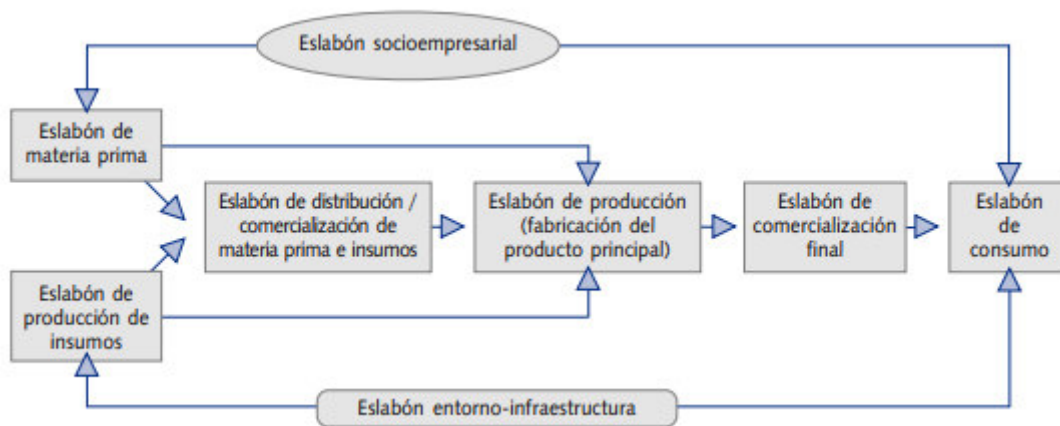 Eslabón socioempresarial
Eslabón de
materia prima
Eslabón de distribución /
comercialización de
materia prima e insumos
Eslabón de producción
(fabricación del
producto principal)
Eslabón de
comercialización
final
Eslabón
de
consumo
Eslabón de
producción de
insumos
Eslabón entorno-infraestructura